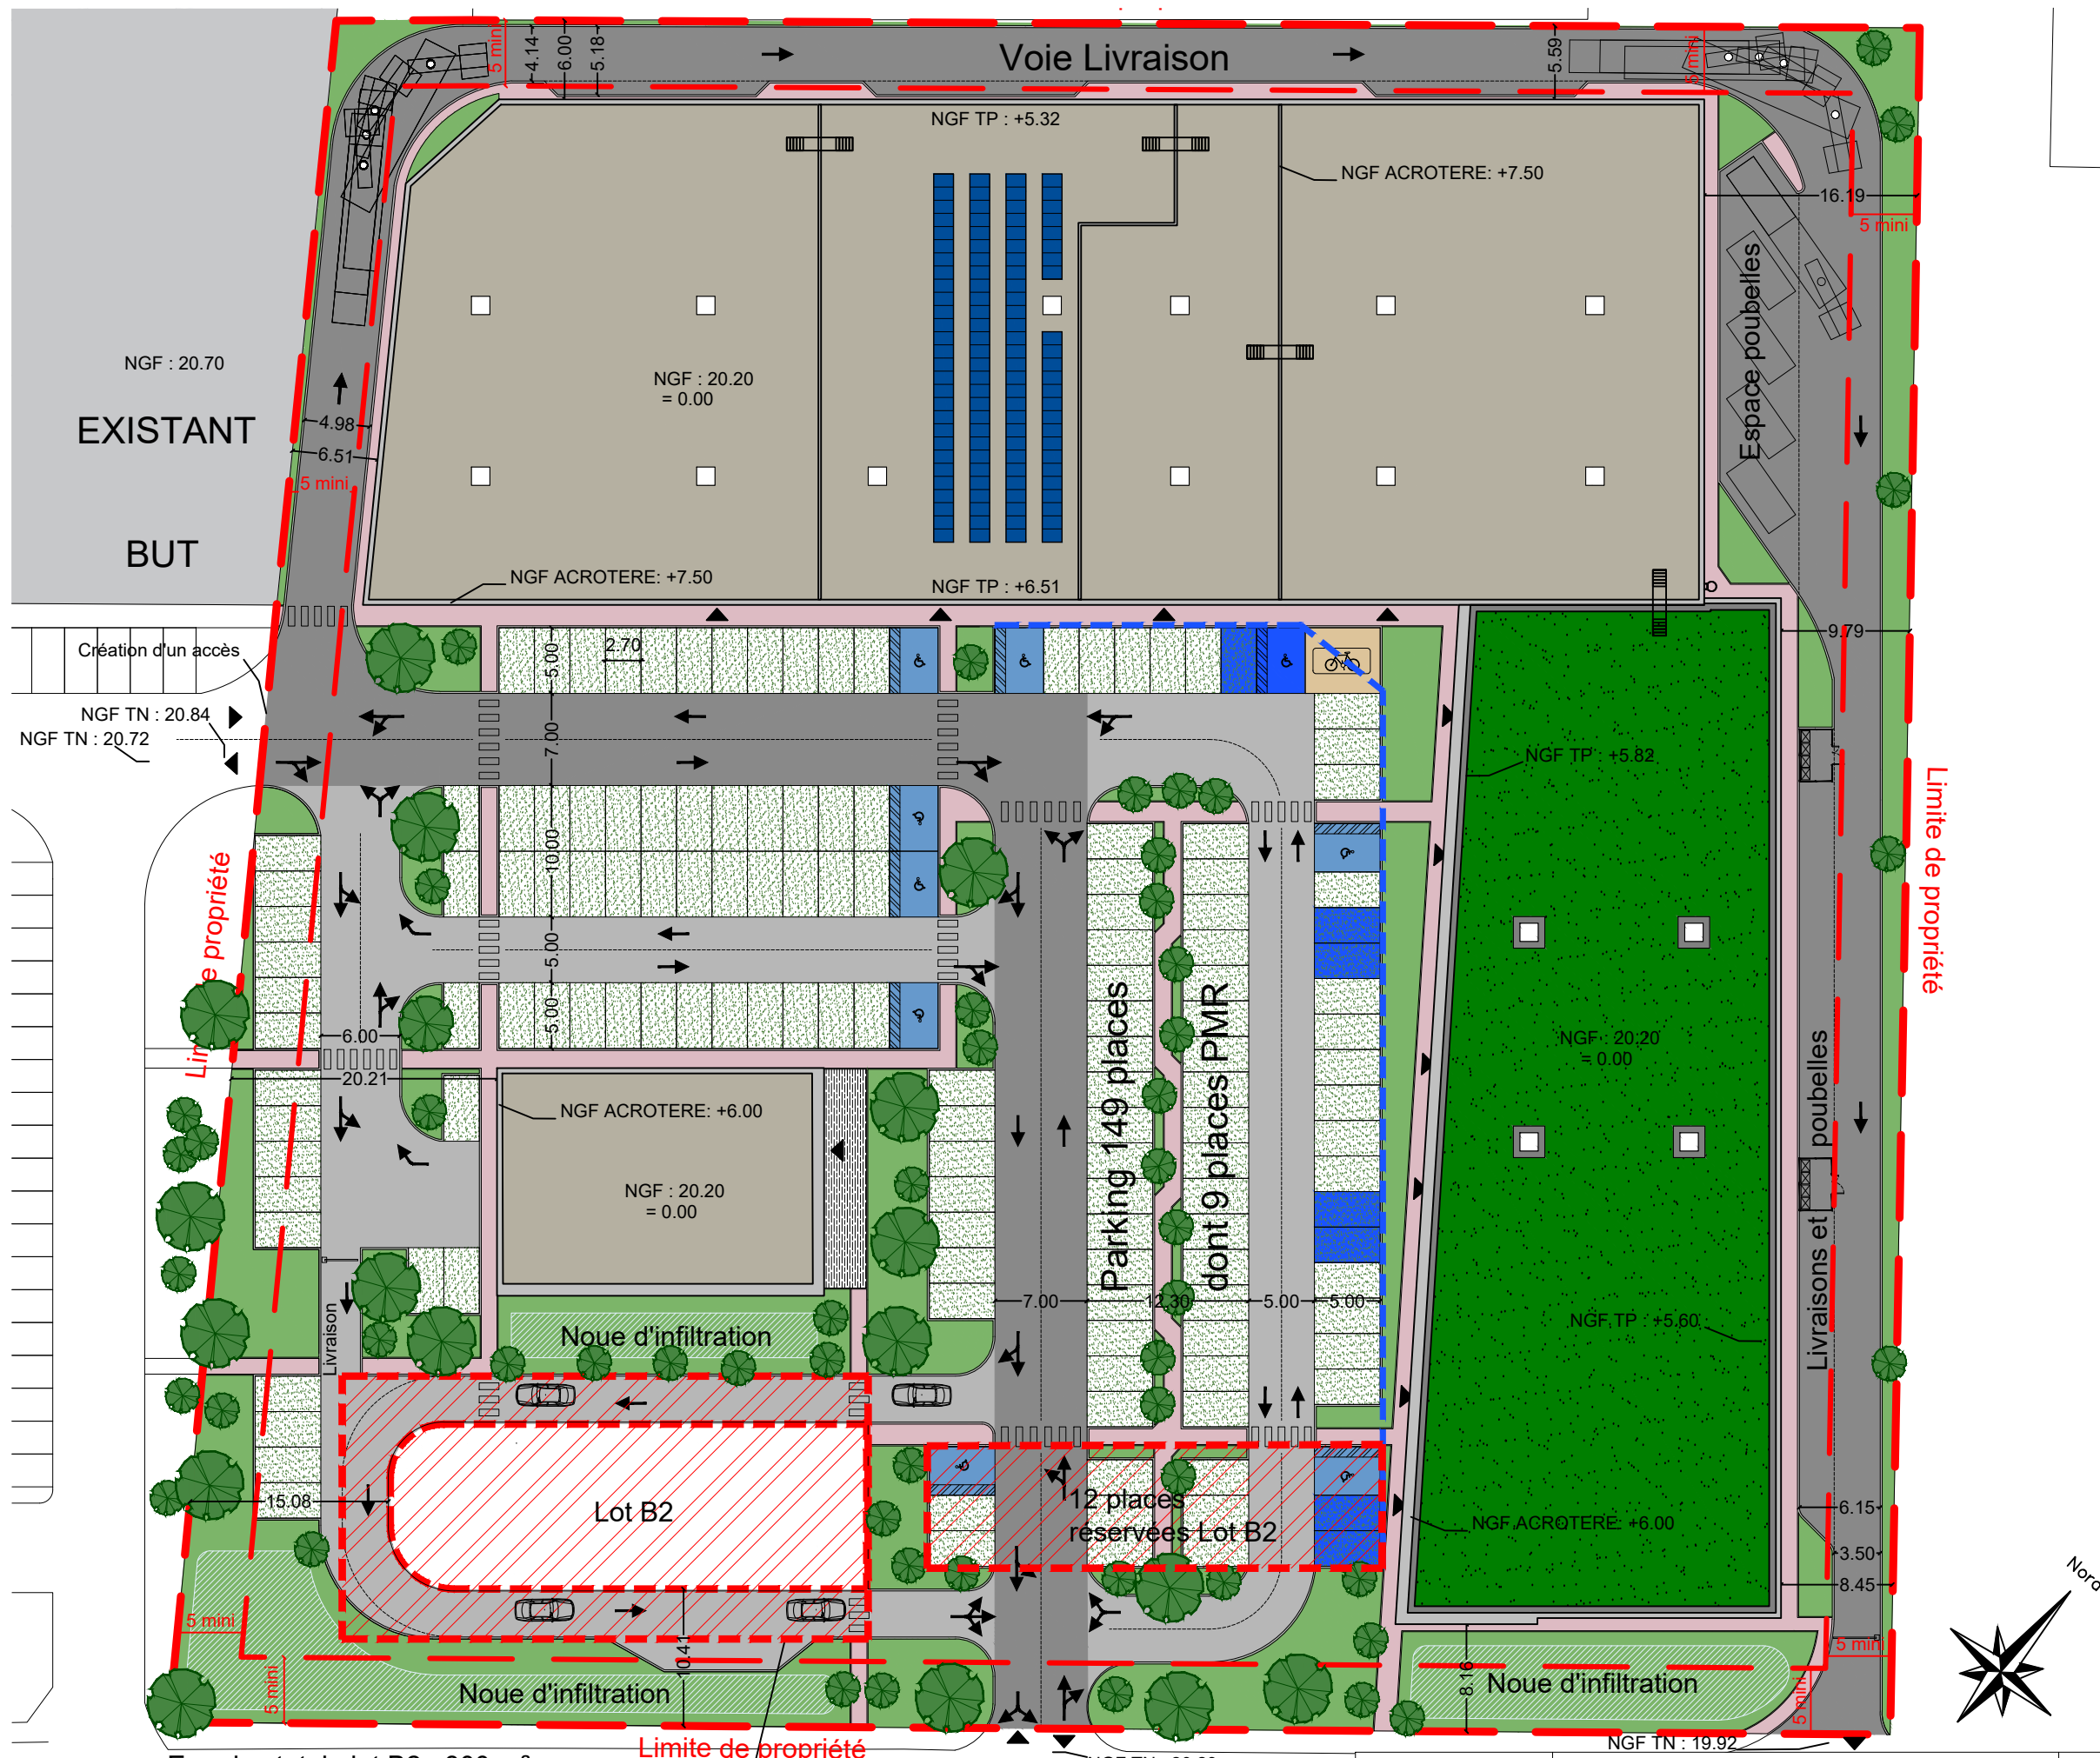 Voie Livraison
5 mini
4.14
6.00
5.18
5.59
5 mini
NGF TP : +5.32
NGF ACROTERE: +7.50
16.19
5 mini
Espace poubelles
NGF : 20.70
EXISTANT
BUT
NGF : 20.20
= 0.00
4.98
6.51
5 mini
NGF ACROTERE: +7.50
NGF TP : +6.51
Création d'un accès
NGF TN : 20.84
NGF TN : 20.72
5.00
2.70
7.00
10.00
5.00
5.00
9.79
NGF TP : +5.82
Limite de propriété
Limite de propriété
6.00
20.21
NGF ACROTERE: +6.00
NGF : 20.20
= 0.00
Parking 149 places
dont 9 places PMR
NGF : 20.20
= 0.00
7.00
12.30
5.00
5.00
NGF TP : +5.60
Livraisons et poubelles
Livraison
Noue d'infiltration
Lot B2
15.08
12 places
réservées Lot B2
NGF ACROTERE: +6.00
6.15
3.50
8.45
5 mini
5 mini
10.41
Noue d'infiltration
8.16
Noue d'infiltration
5 mini
5 mini
Nord
Limite de propriété
NGF TN : 19.92